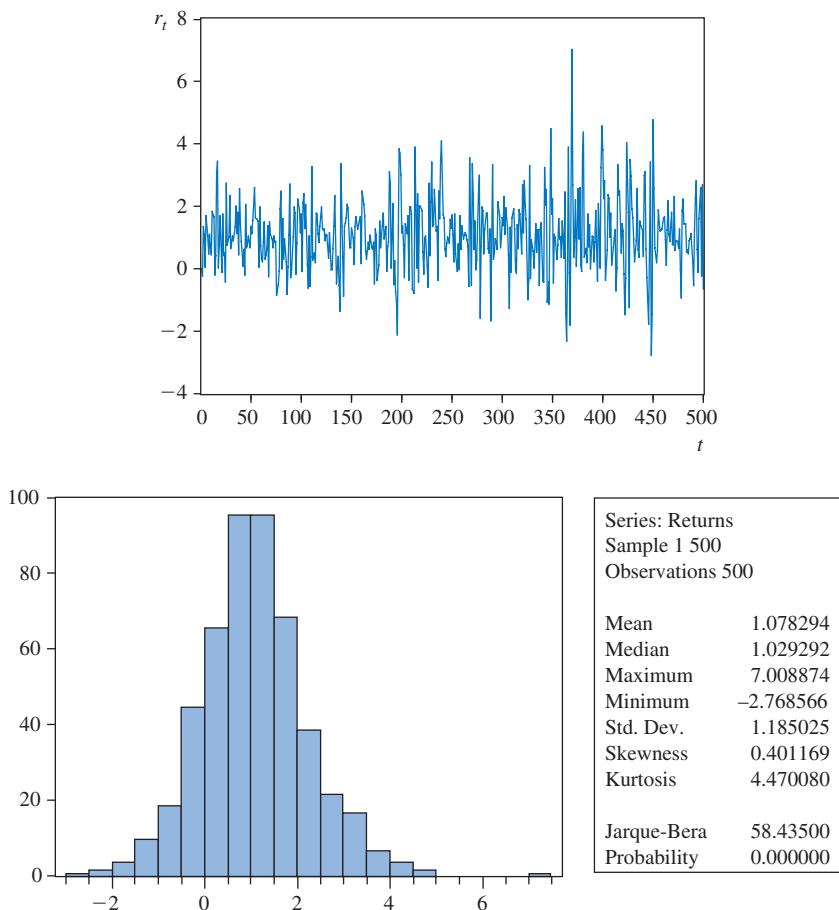 r_t
8
6
4
2
0
−2
−4
0 50 100 150 200 250 300 350 400 450 500
t
100
80
60
40
20
0
−2 0 2 4 6
Series: Returns
Sample 1 500
Observations 500
Mean 1.078294
Median 1.029292
Maximum 7.008874
Minimum –2.768566
Std. Dev. 1.185025
Skewness 0.401169
Kurtosis 4.470080
Jarque-Bera 58.43500
Probability 0.000000